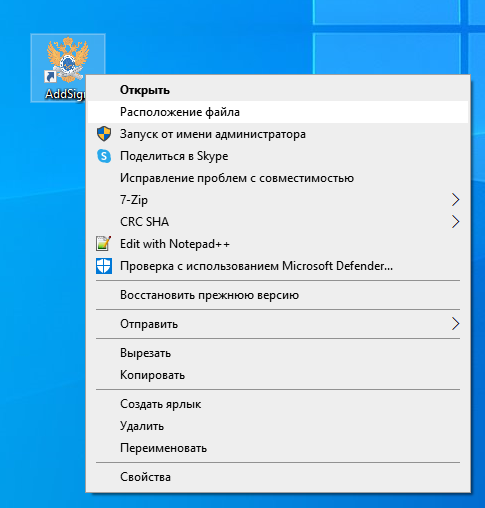 AddSig
Открыть
Расположение файла
Запуск от имени администратора
Поделиться в Skype
Исправление проблем с совместимостью
7-Zip
CRC SHA
Edit with Notepad++
Проверка с использованием Microsoft Defender...
Восстановить прежнюю версию
Отправить
Вырезать
Копировать
Создать ярлык
Удалить
Переименовать
Свойства